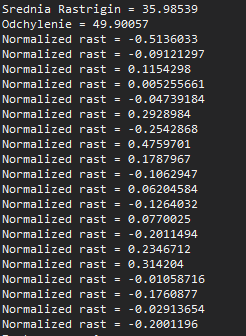 Srednia Rastrigin = 35.98539
Odchylenie = 49.90057
Normalized rast = -0.5136033
Normalized rast = -0.09121297
Normalized rast = 0.1154298
Normalized rast = 0.005255661
Normalized rast = -0.04739184
Normalized rast = 0.2928984
Normalized rast = -0.2542868
Normalized rast = 0.4759701
Normalized rast = 0.1787967
Normalized rast = -0.1062947
Normalized rast = 0.06204584
Normalized rast = -0.1264032
Normalized rast = 0.0770025
Normalized rast = -0.2011494
Normalized rast = 0.2346712
Normalized rast = 0.314204
Normalized rast = -0.01058716
Normalized rast = -0.1760877
Normalized rast = -0.02913654
Normalized rast = -0.2001196